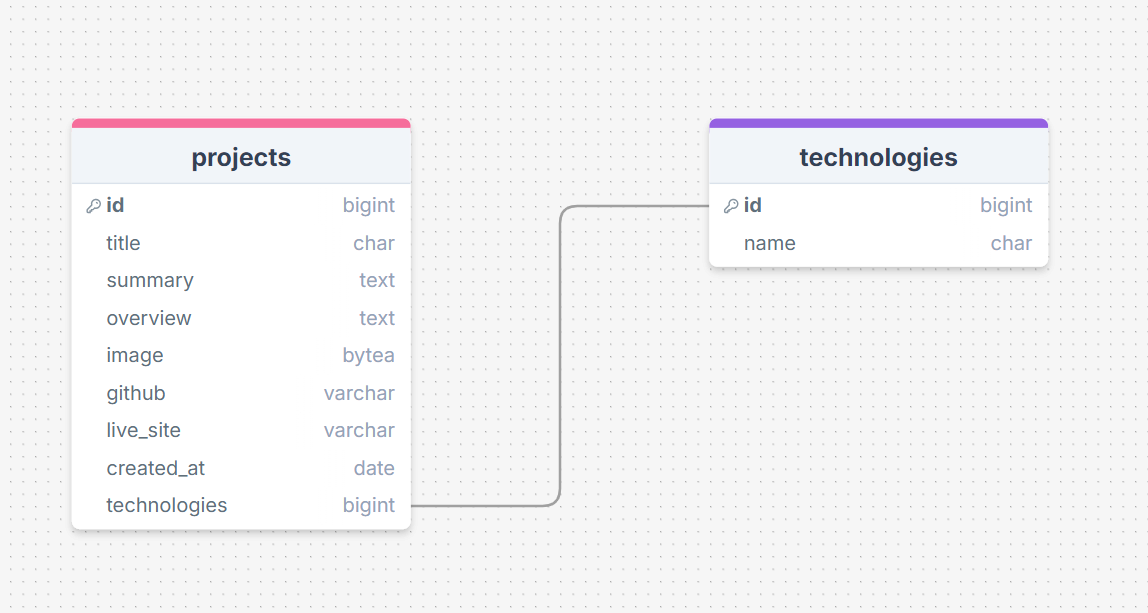 projects
id bigint
title char
summary text
overview text
image bytea
github varchar
live_site varchar
created_at date
technologies bigint
technologies
id bigint
name char